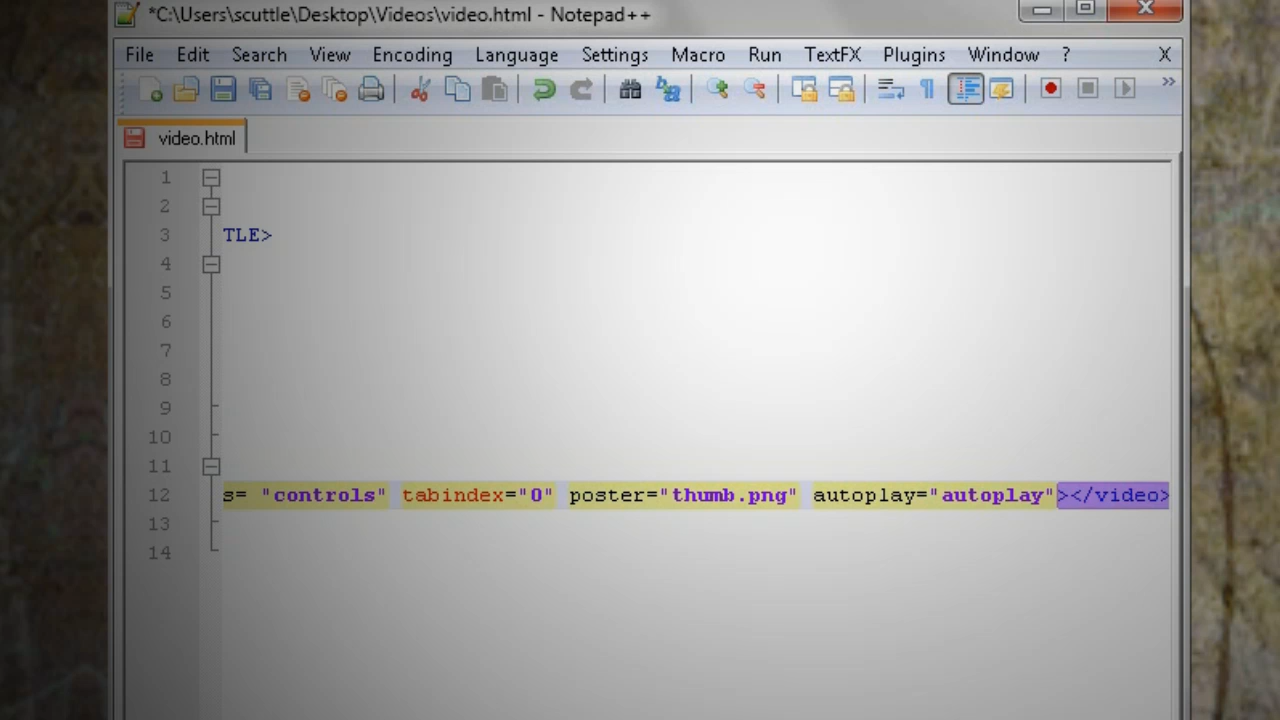 *C:\Users\scuttle\Desktop\Videos\video.html - Notepad++
File Edit Search View Encoding Language Settings Macro Run TextFX Plugins Window ? X
video.html
1
2
3 TLE>
4
5
6
7
8
9
10
11
12 s= "controls" tabindex="0" poster="thumb.png" autoplay="autoplay"></video>
13
14